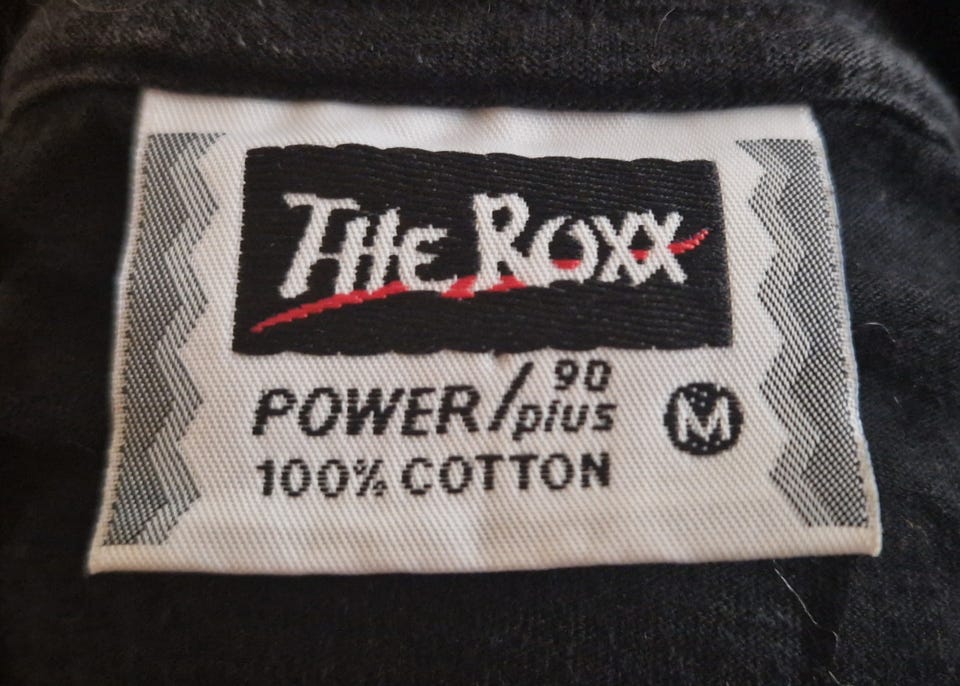 THE ROXX
POWER/90 plus
M
100% COTTON